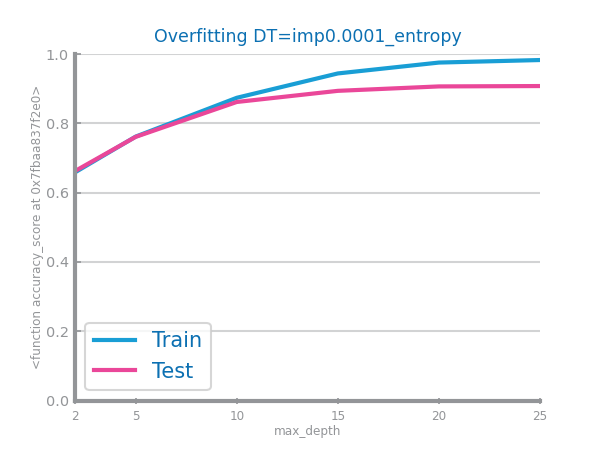 Overfitting DT=imp0.0001_entropy
<function accuracy_score at 0x7fbaa837f2e0>
1.0
0.8
0.6
0.4
0.2
0.0
Train
Test
2 5 10 15 20 25
max_depth